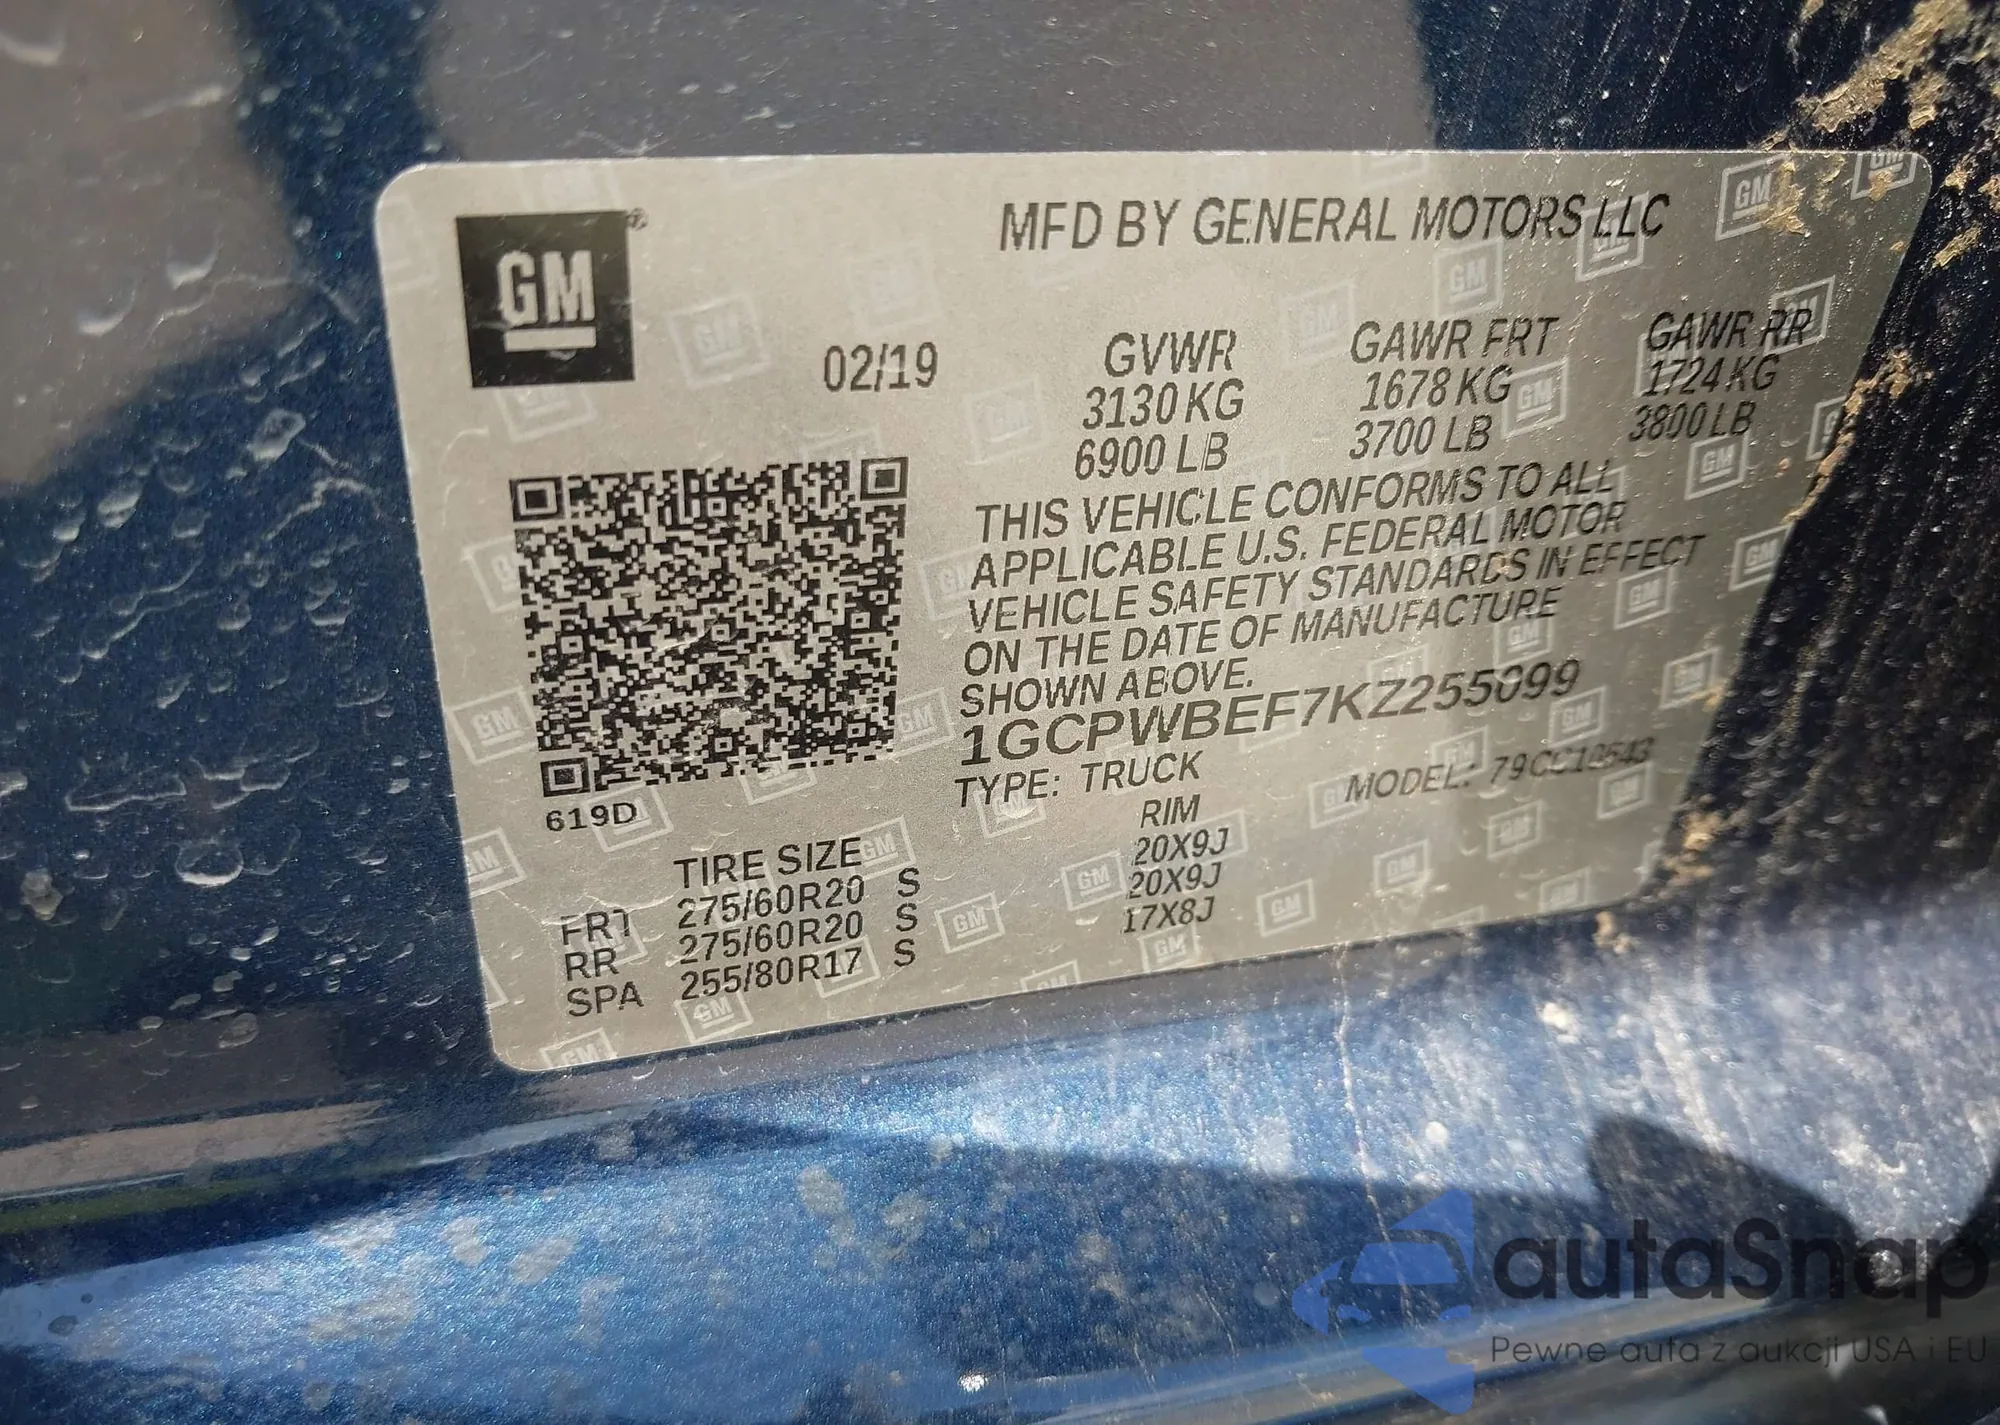 GM
MFD BY GENERAL MOTORS LLC
02/19
GVWR GAWR FRT GAWR RR
3130 KG 1678 KG 1724 KG
6900 LB 3700 LB 3800 LB
THIS VEHICLE CONFORMS TO ALL
APPLICABLE U.S. FEDERAL MOTOR
VEHICLE SAFETY STANDARDS IN EFFECT
ON THE DATE OF MANUFACTURE
SHOWN ABOVE.
1GCPWBEF7KZ255099
TYPE: TRUCK MODEL: 79CC10543
619D
TIRE SIZE RIM
FRT 275/60R20 S 20X9J
RR 275/60R20 S 20X9J
SPA 255/80R17 S 17X8J
autaSnap
Pewne auta z aukcji USA i EU